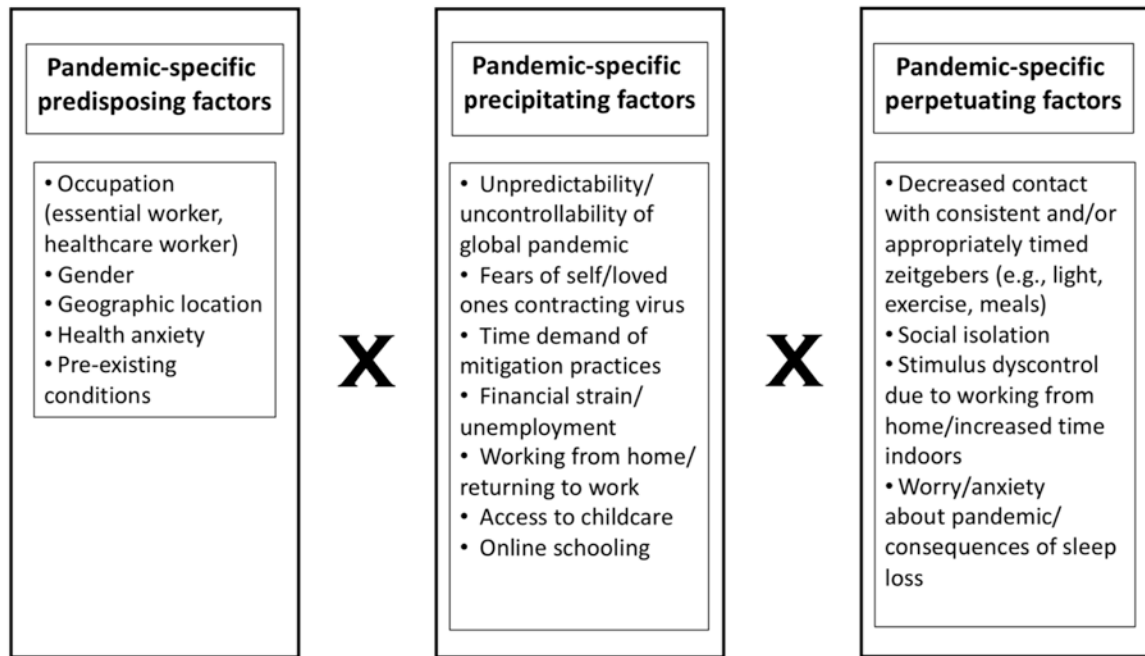 Pandemic-specific
predisposing factors
• Occupation
(essential worker,
healthcare worker)
• Gender
• Geographic location
• Health anxiety
• Pre-existing
conditions
X
Pandemic-specific
precipitating factors
• Unpredictability/
uncontrollability of
global pandemic
• Fears of self/loved
ones contracting virus
• Time demand of
mitigation practices
• Financial strain/
unemployment
• Working from home/
returning to work
• Access to childcare
• Online schooling
X
Pandemic-specific
perpetuating factors
• Decreased contact
with consistent and/or
appropriately timed
zeitgebers (e.g., light,
exercise, meals)
• Social isolation
• Stimulus dyscontrol
due to working from
home/increased time
indoors
• Worry/anxiety
about pandemic/
consequences of sleep
loss